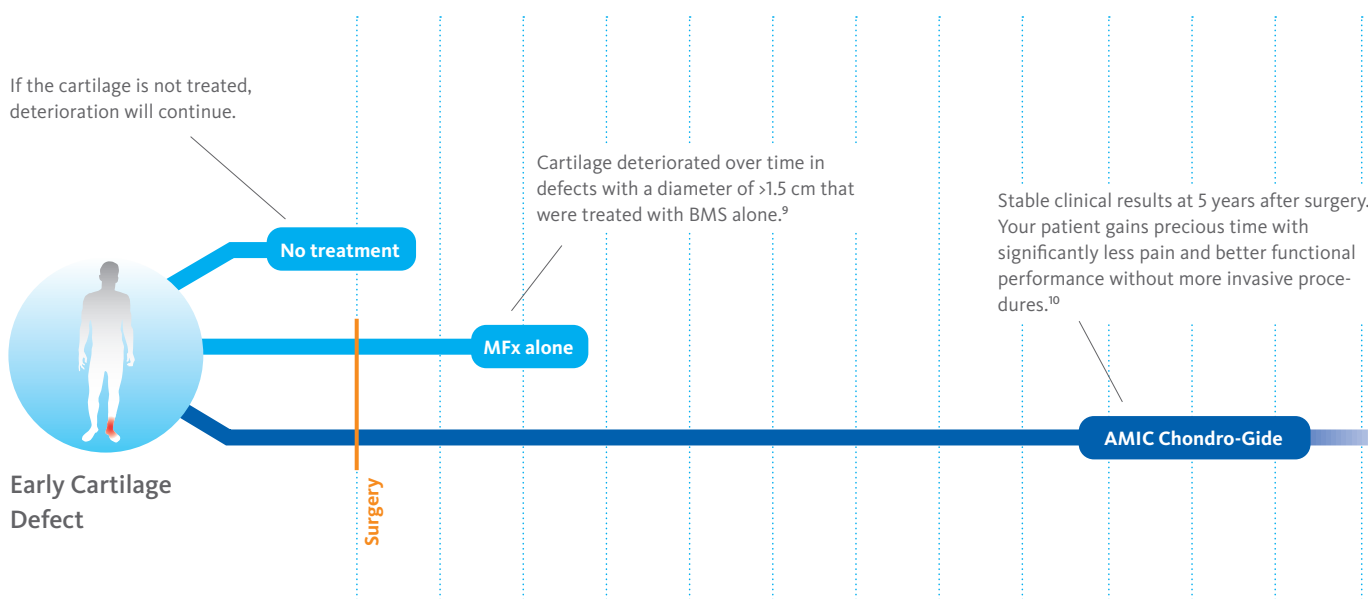 If the cartilage is not treated,
deterioration will continue.
Cartilage deteriorated over time in
defects with a diameter of >1.5 cm that
were treated with BMS alone.⁹
Stable clinical results at 5 years after surgery.
Your patient gains precious time with
significantly less pain and better functional
performance without more invasive proce-
dures.¹⁰
No treatment
MFx alone
AMIC Chondro-Gide
Early Cartilage
Defect
Surgery